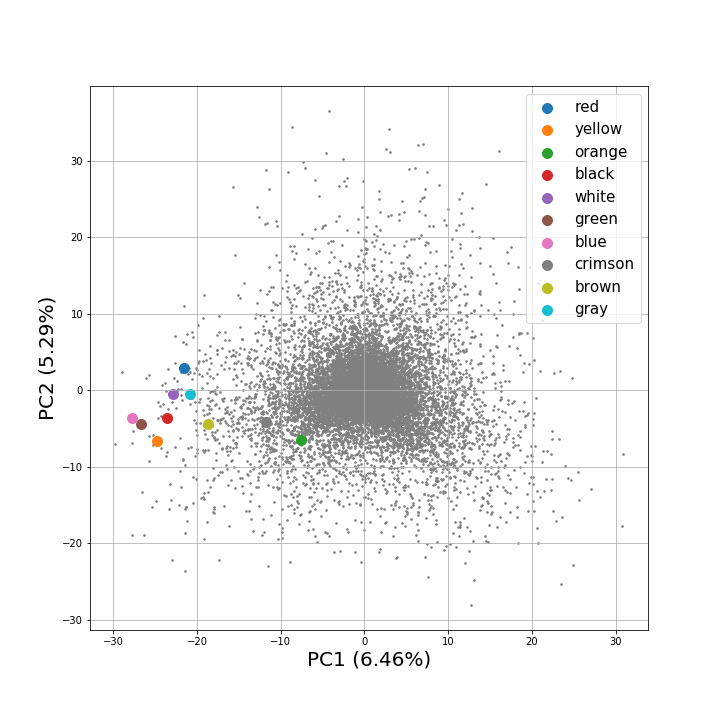 red
yellow
orange
black
white
green
blue
crimson
brown
gray
30
20
10
0
−10
−20
−30
−30
−20
−10
0
10
20
30
PC2 (5.29%)
PC1 (6.46%)